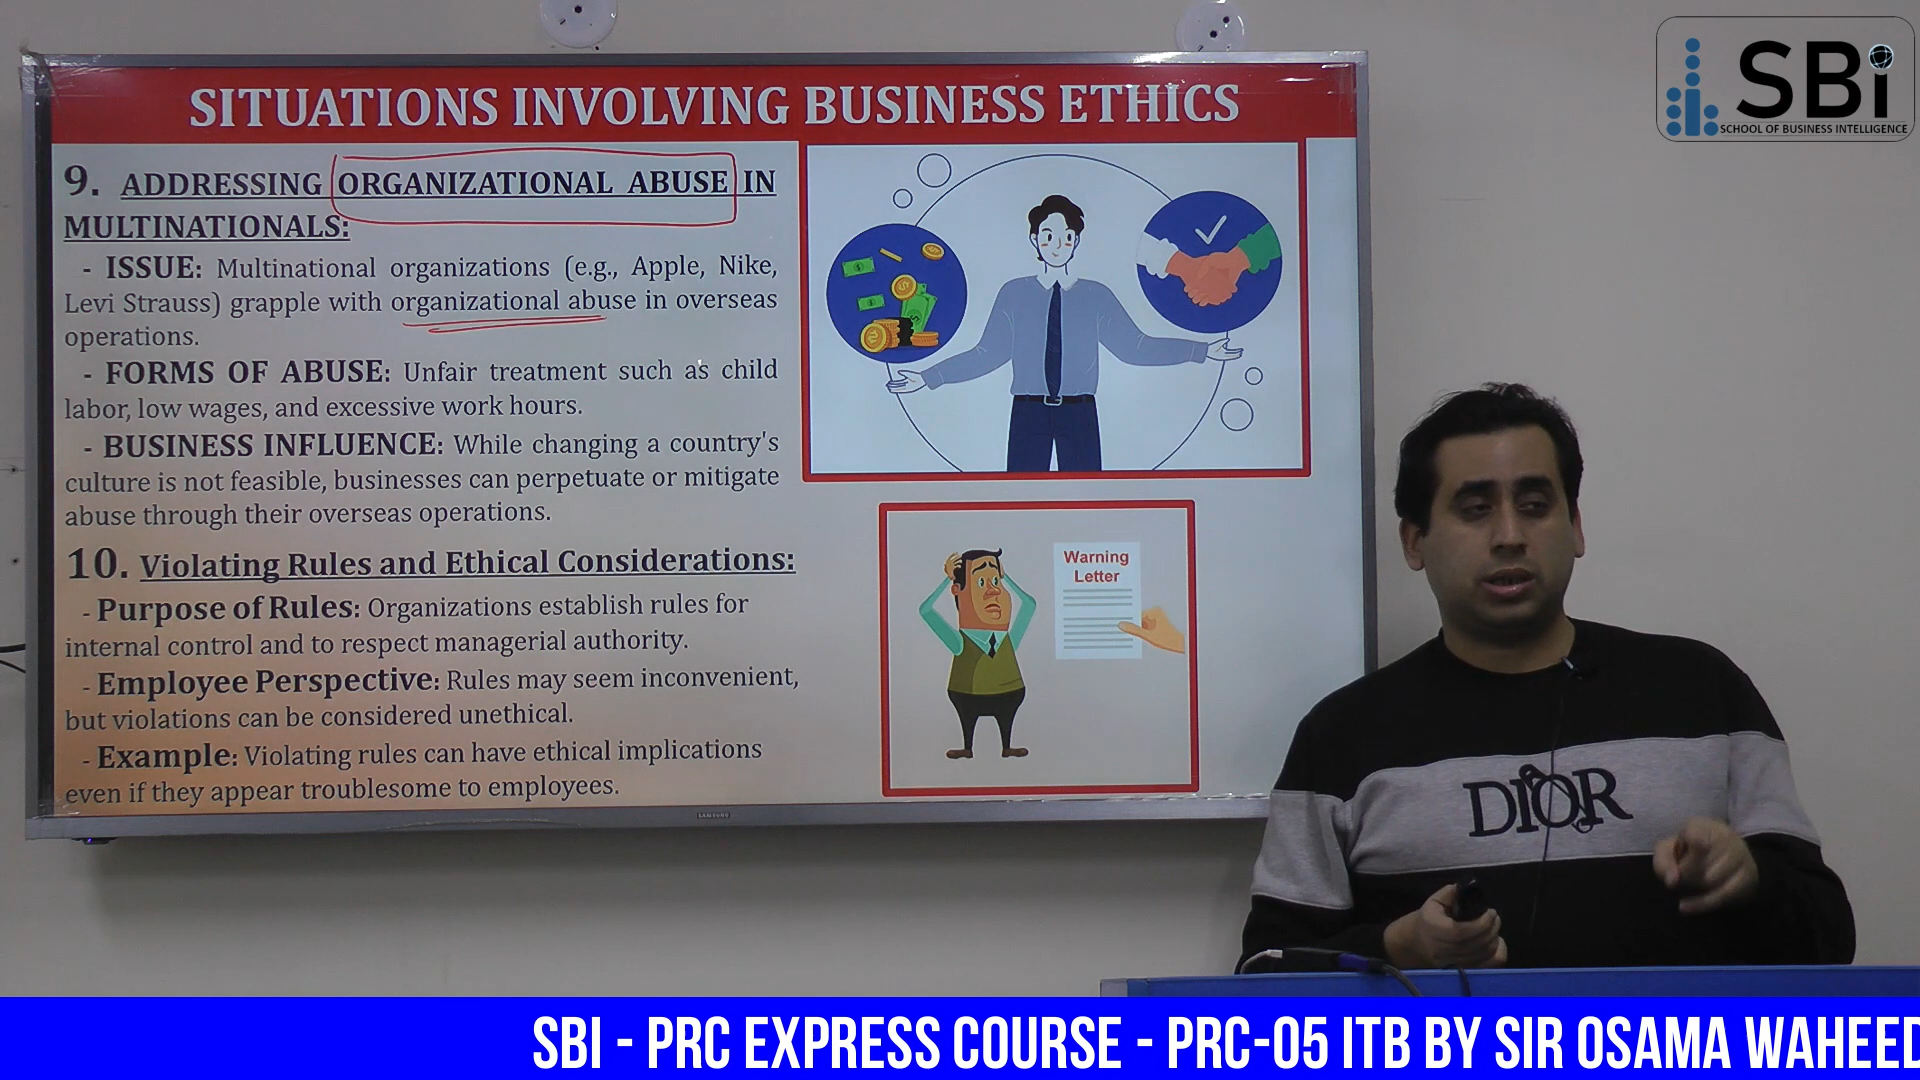 SBi
SCHOOL OF BUSINESS INTELLIGENCE
SITUATIONS INVOLVING BUSINESS ETHICS
9. ADDRESSING ORGANIZATIONAL ABUSE IN
MULTINATIONALS:
- ISSUE: Multinational organizations (e.g., Apple, Nike,
Levi Strauss) grapple with organizational abuse in overseas
operations.
- FORMS OF ABUSE: Unfair treatment such as child
labor, low wages, and excessive work hours.
- BUSINESS INFLUENCE: While changing a country's
culture is not feasible, businesses can perpetuate or mitigate
abuse through their overseas operations.
10. Violating Rules and Ethical Considerations:
- Purpose of Rules: Organizations establish rules for
internal control and to respect managerial authority.
- Employee Perspective: Rules may seem inconvenient,
but violations can be considered unethical.
- Example: Violating rules can have ethical implications
even if they appear troublesome to employees.
Warning
Letter
SAMSUNG
DIOR
SBI - PRC EXPRESS COURSE - PRC-05 ITB BY SIR OSAMA WAHEED